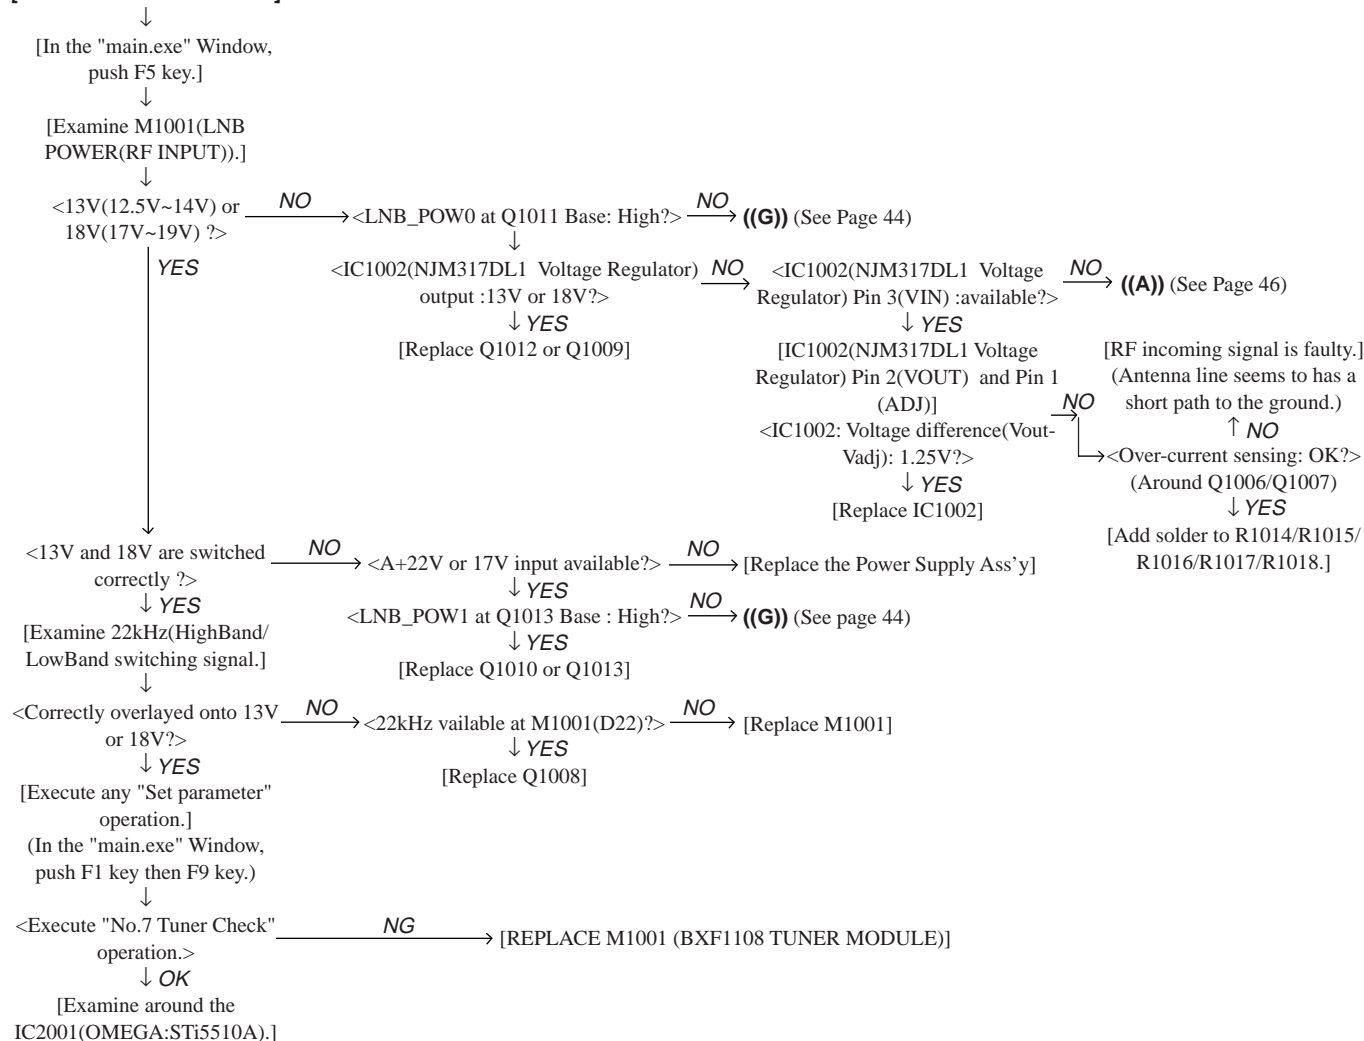 [In the "main.exe" Window,
push F5 key.]
[Examine M1001(LNB
POWER(RF INPUT)).]
<13V(12.5V~14V) or
18V(17V~19V) ?>
NO
<LNB_POW0 at Q1011 Base: High?>
NO
((G)) (See Page 44)
YES
<IC1002(NJM317DL1 Voltage Regulator)
output :13V or 18V?>
NO
<IC1002(NJM317DL1 Voltage
Regulator) Pin 3(VIN) :available?>
NO
((A)) (See Page 46)
YES
[Replace Q1012 or Q1009]
YES
[IC1002(NJM317DL1 Voltage
Regulator) Pin 2(VOUT) and Pin 1
(ADJ)]
<IC1002: Voltage difference(Vout-
Vadj): 1.25V?>
NO
YES
[Replace IC1002]
[RF incoming signal is faulty.]
(Antenna line seems to has a
short path to the ground.)
NO
<Over-current sensing: OK?>
(Around Q1006/Q1007)
YES
[Add solder to R1014/R1015/
R1016/R1017/R1018.]
<13V and 18V are switched
correctly ?>
NO
<A+22V or 17V input available?>
NO
[Replace the Power Supply Ass'y]
YES
YES
<LNB_POW1 at Q1013 Base : High?>
NO
((G)) (See page 44)
YES
[Replace Q1010 or Q1013]
[Examine 22kHz(HighBand/
LowBand switching signal.]
<Correctly overlayed onto 13V
or 18V?>
NO
<22kHz vailable at M1001(D22)?>
NO
[Replace M1001]
YES
[Replace Q1008]
YES
[Execute any "Set parameter"
operation.]
(In the "main.exe" Window,
push F1 key then F9 key.)
<Execute "No.7 Tuner Check"
operation.>
NG
[REPLACE M1001 (BXF1108 TUNER MODULE)]
OK
[Examine around the
IC2001(OMEGA:STi5510A).]